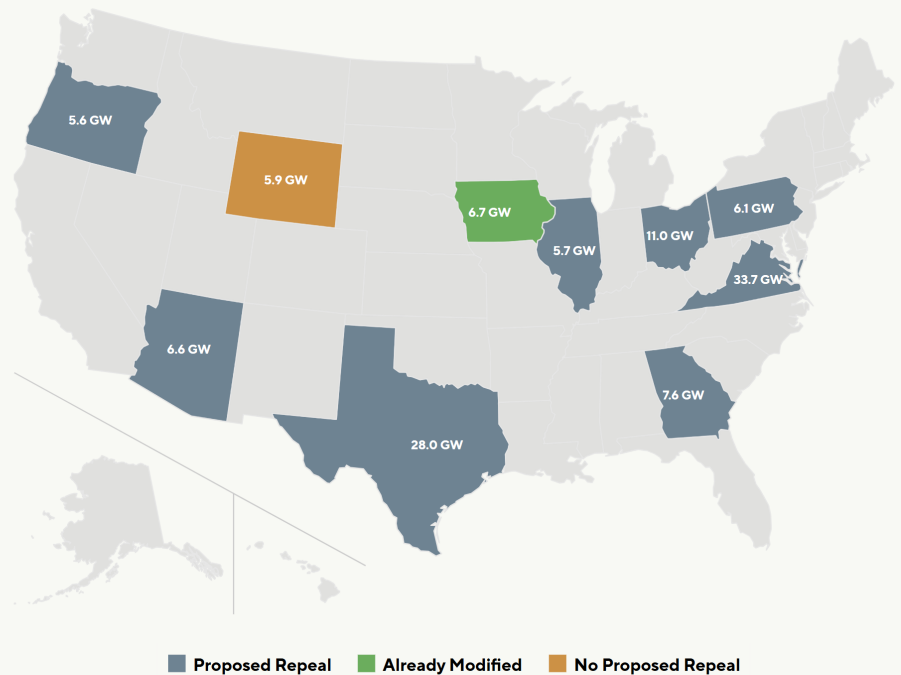 5.6 GW
5.9 GW
6.7 GW
5.7 GW
11.0 GW
6.1 GW
33.7 GW
6.6 GW
7.6 GW
28.0 GW
Proposed Repeal Already Modified No Proposed Repeal